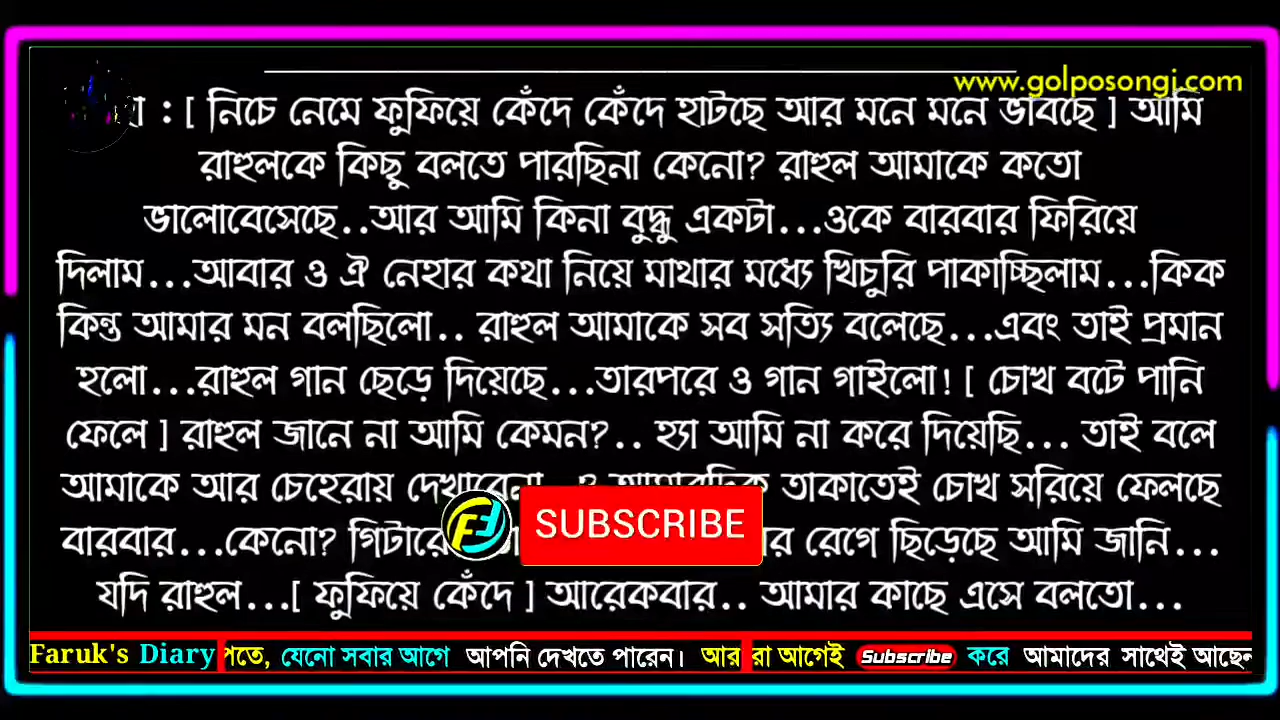 www.golposongi.com
: [ নিচে নেমে ফুফিয়ে কেঁদে কেঁদে হাটছে আর মনে মনে ভাবছে ] আমি
রাহুলকে কিছু বলতে পারছিনা কেনো? রাহুল আমাকে কতো
ভালোবেসেছে..আর আমি কিনা বুদ্ধু একটা...ওকে বারবার ফিরিয়ে
দিলাম...আবার ও ঐ নেহার কথা নিয়ে মাথার মধ্যে খিচুরি পাকাচ্ছিলাম...কিক
কিন্ত আমার মন বলছিলো.. রাহুল আমাকে সব সত্যি বলেছে...এবং তাই প্রমান
হলো...রাহুল গান ছেড়ে দিয়েছে...তারপরে ও গান গাইলো! [ চোখ বটে পানি
ফেলে ] রাহুল জানে না আমি কেমন?.. হ্যা আমি না করে দিয়েছি... তাই বলে
আমাকে আর চেহেরায় দেখাবেনা.. ও আমারদিক তাকাতেই চোখ সরিয়ে ফেলছে
বারবার...কেনো? গিটারে রেগে ছিড়েছে আমি জানি...
SUBSCRIBE
যদি রাহুল...[ ফুফিয়ে কেঁদে ] আরেকবার.. আমার কাছে এসে বলতো...
Faruk's Diary পতে, যেনো সবার আগে আপনি দেখতে পারেন। আর রা আগেই Subscribe করে আমাদের সাথেই আছেন